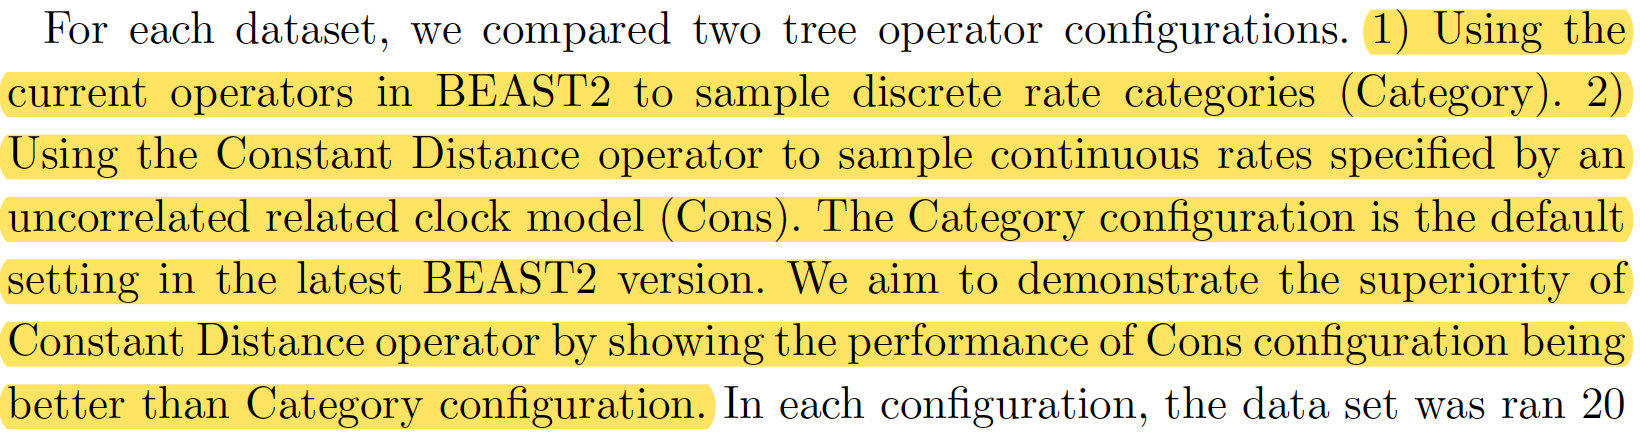 For each dataset, we compared two tree operator configurations. 1) Using the
current operators in BEAST2 to sample discrete rate categories (Category). 2)
Using the Constant Distance operator to sample continuous rates specified by an
uncorrelated related clock model (Cons). The Category configuration is the default
setting in the latest BEAST2 version. We aim to demonstrate the superiority of
Constant Distance operator by showing the performance of Cons configuration being
better than Category configuration. In each configuration, the data set was ran 20